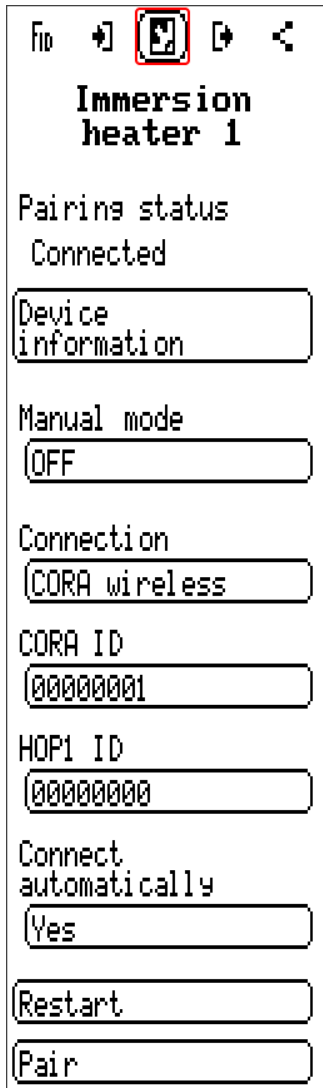 FID
Immersion
heater 1
Pairing status
Connected
Device
information
Manual mode
OFF
Connection
CORA wireless
CORA ID
00000001
HOP1 ID
00000000
Connect
automatically
Yes
Restart
Pair